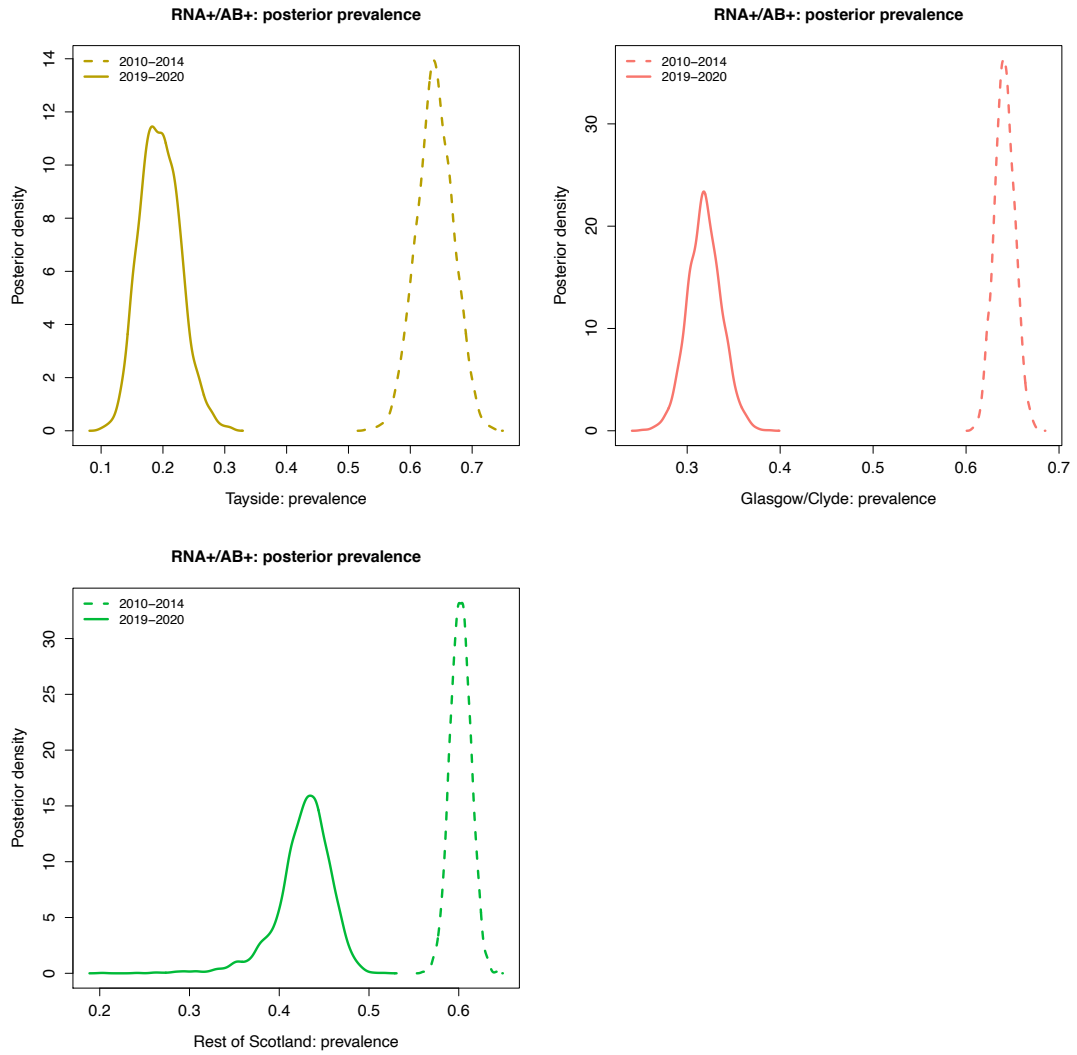 RNA+/AB+: posterior prevalence
2010−2014
2019−2020
Posterior density
0 2 4 6 8 10 12 14
0.1 0.2 0.3 0.4 0.5 0.6 0.7
Tayside: prevalence
RNA+/AB+: posterior prevalence
2010−2014
2019−2020
Posterior density
0 10 20 30
0.3 0.4 0.5 0.6 0.7
Glasgow/Clyde: prevalence
RNA+/AB+: posterior prevalence
2010−2014
2019−2020
Posterior density
0 5 10 15 20 25 30
0.2 0.3 0.4 0.5 0.6
Rest of Scotland: prevalence